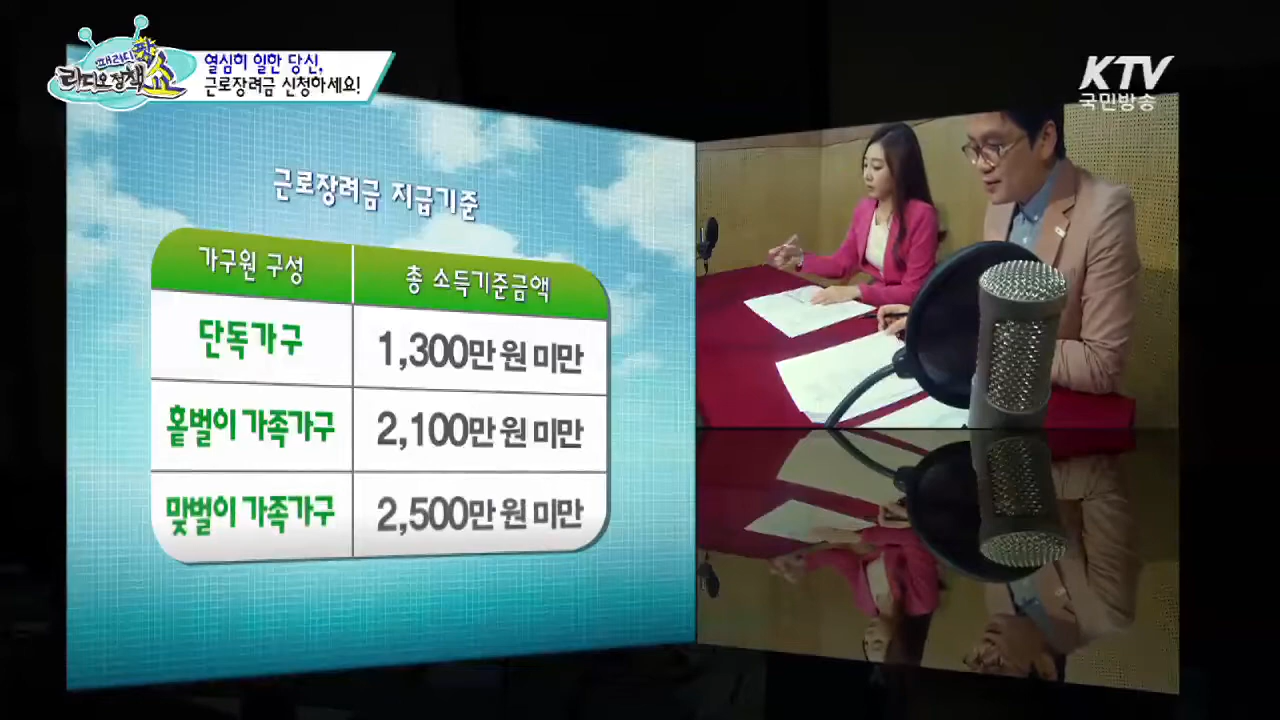 패러디 팍
라디오정책쇼
열심히 일한 당신,
근로장려금 신청하세요!
KTV
국민방송
근로장려금 지급기준
가구원 구성
총 소득기준금액
단독가구
1,300만 원 미만
홑벌이 가족가구
2,100만 원 미만
맞벌이 가족가구
2,500만 원 미만